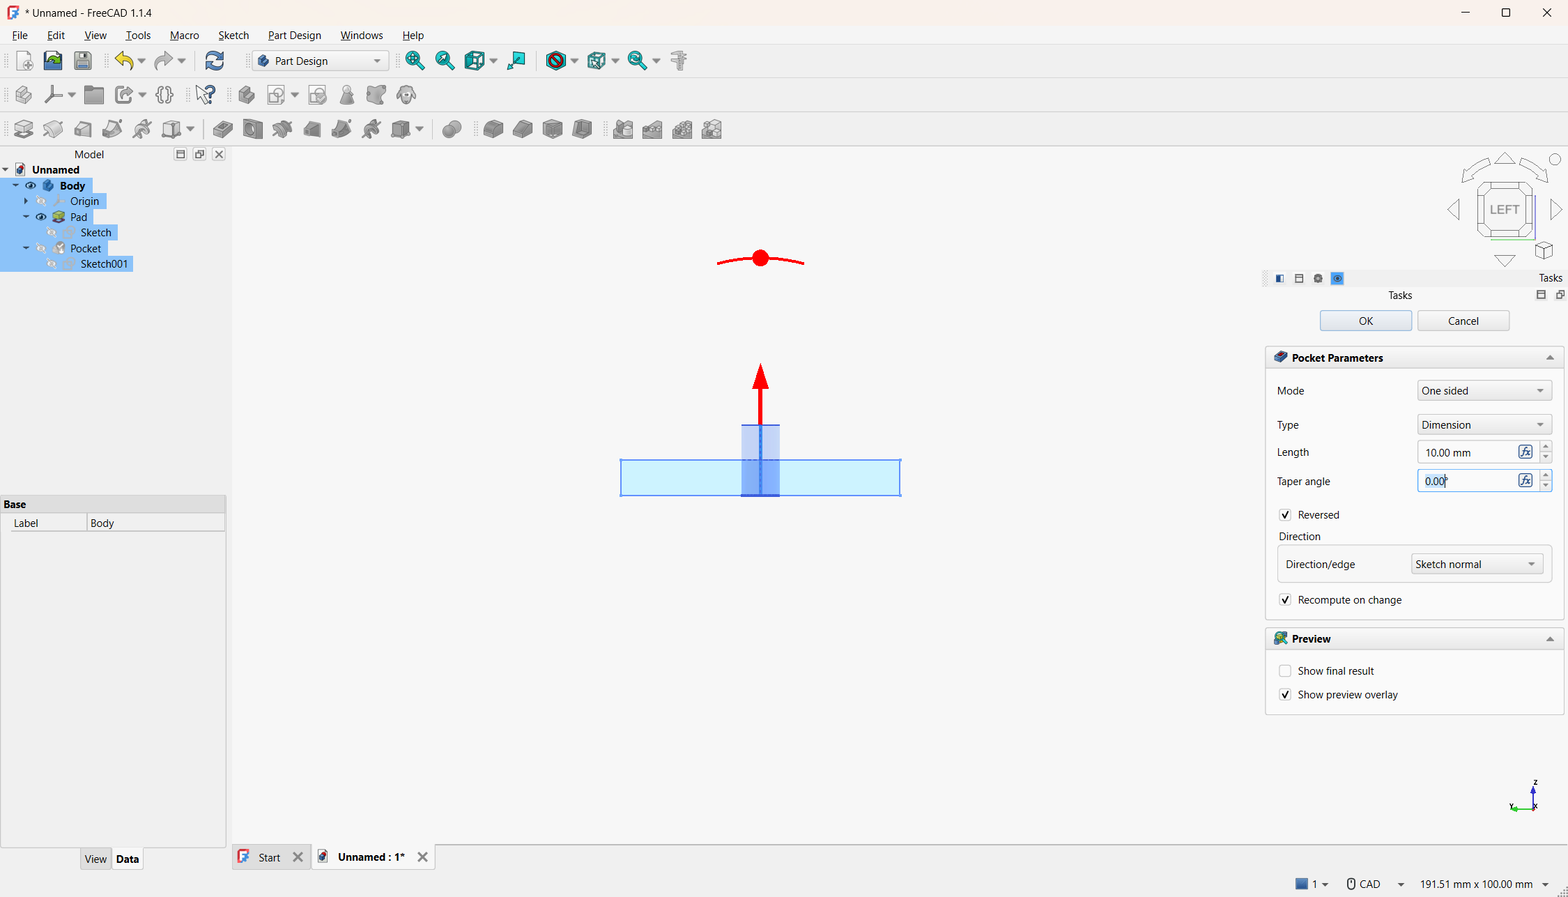 * Unnamed - FreeCAD 1.1.4
File Edit View Tools Macro Sketch Part Design Windows Help
Part Design
Model
Unnamed
Body
Origin
Pad
Sketch
Pocket
Sketch001
LEFT
Tasks
Tasks
OK Cancel
Pocket Parameters
Mode One sided
Type Dimension
Length 10.00 mm
Taper angle 0.00°
Reversed
Direction
Direction/edge Sketch normal
Recompute on change
Preview
Show final result
Show preview overlay
Base
Label Body
Z
Y X
View Data
Start Unnamed : 1*
1 CAD 191.51 mm x 100.00 mm